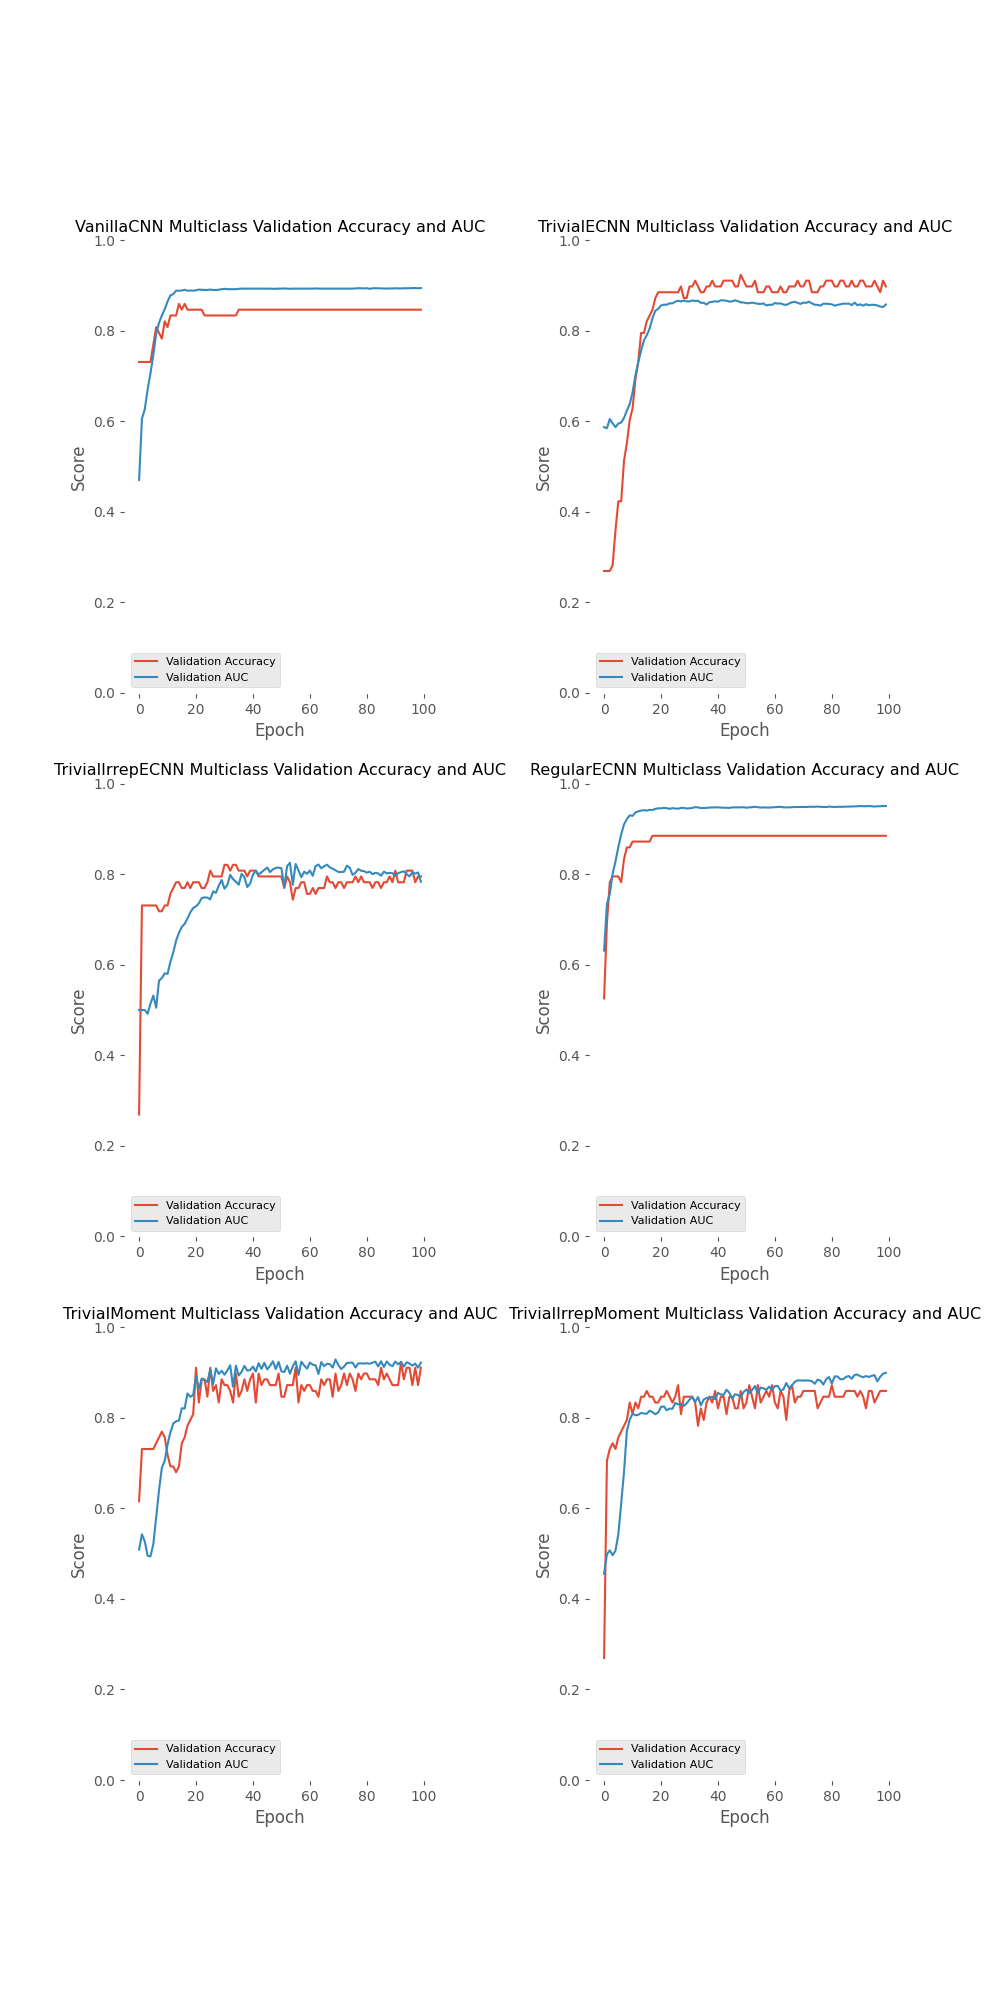 VanillaCNN Multiclass Validation Accuracy and AUC
1.0
0.8
0.6
0.4
0.2
0.0
Score
Validation Accuracy
Validation AUC
0 20 40 60 80 100
Epoch
TrivialECNN Multiclass Validation Accuracy and AUC
1.0
0.8
0.6
0.4
0.2
0.0
Score
Validation Accuracy
Validation AUC
0 20 40 60 80 100
Epoch
TrivialIrrepECNN Multiclass Validation Accuracy and AUC
1.0
0.8
0.6
0.4
0.2
0.0
Score
Validation Accuracy
Validation AUC
0 20 40 60 80 100
Epoch
RegularECNN Multiclass Validation Accuracy and AUC
1.0
0.8
0.6
0.4
0.2
0.0
Score
Validation Accuracy
Validation AUC
0 20 40 60 80 100
Epoch
TrivialMoment Multiclass Validation Accuracy and AUC
1.0
0.8
0.6
0.4
0.2
0.0
Score
Validation Accuracy
Validation AUC
0 20 40 60 80 100
Epoch
TrivialIrrepMoment Multiclass Validation Accuracy and AUC
1.0
0.8
0.6
0.4
0.2
0.0
Score
Validation Accuracy
Validation AUC
0 20 40 60 80 100
Epoch